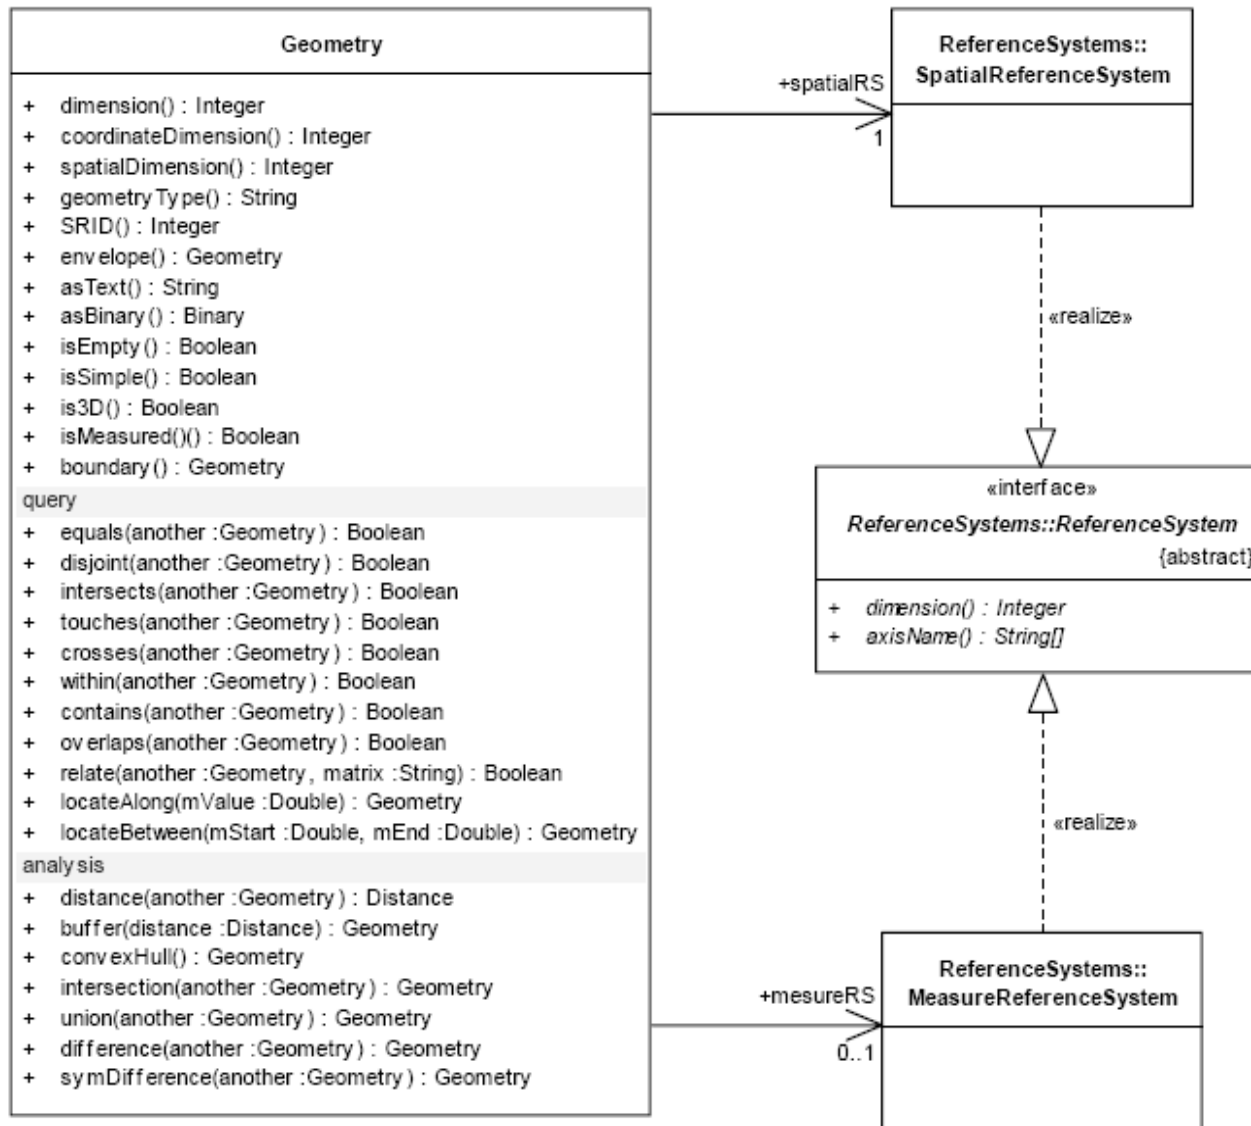 Geometry
+ dimension() : Integer
+ coordinateDimension() : Integer
+ spatialDimension() : Integer
+ geometryType() : String
+ SRID() : Integer
+ envelope() : Geometry
+ asText() : String
+ asBinary() : Binary
+ isEmpty() : Boolean
+ isSimple() : Boolean
+ is3D() : Boolean
+ isMeasured()() : Boolean
+ boundary() : Geometry
query
+ equals(another :Geometry) : Boolean
+ disjoint(another :Geometry) : Boolean
+ intersects(another :Geometry) : Boolean
+ touches(another :Geometry) : Boolean
+ crosses(another :Geometry) : Boolean
+ within(another :Geometry) : Boolean
+ contains(another :Geometry) : Boolean
+ overlaps(another :Geometry) : Boolean
+ relate(another :Geometry, matrix :String) : Boolean
+ locateAlong(mValue :Double) : Geometry
+ locateBetween(mStart :Double, mEnd :Double) : Geometry
analysis
+ distance(another :Geometry) : Distance
+ buffer(distance :Distance) : Geometry
+ convexHull() : Geometry
+ intersection(another :Geometry) : Geometry
+ union(another :Geometry) : Geometry
+ difference(another :Geometry) : Geometry
+ symDifference(another :Geometry) : Geometry
+spatialRS
1
ReferenceSystems::
SpatialReferenceSystem
«realize»
«interface»
ReferenceSystems::ReferenceSystem
{abstract}
+ dimension() : Integer
+ axisName() : String[]
«realize»
+mesureRS
0..1
ReferenceSystems::
MeasureReferenceSystem